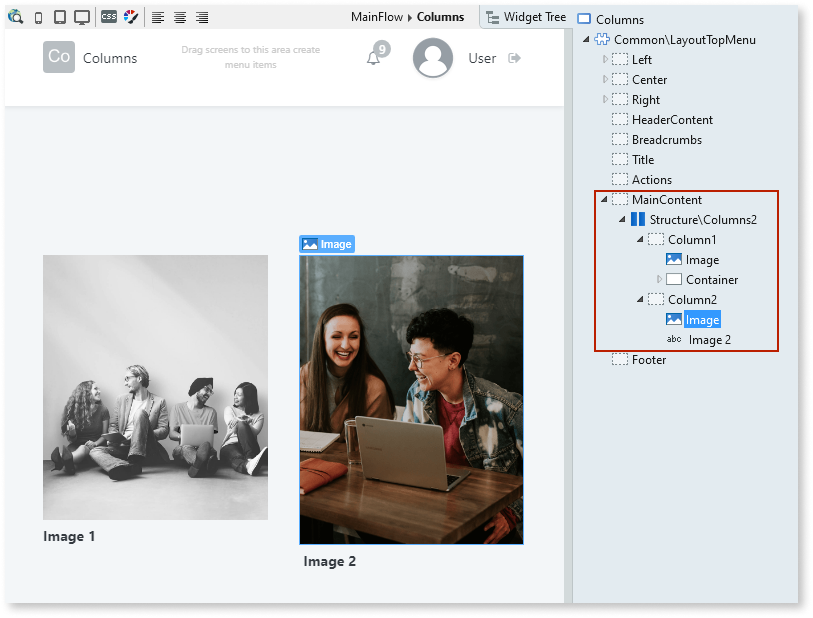 CSS
MainFlow ▸ Columns
Widget Tree
Columns
Co
Columns
Drag screens to this area create
menu items
9
User
Image
Image 1
Image 2
Common\LayoutTopMenu
Left
Center
Right
HeaderContent
Breadcrumbs
Title
Actions
MainContent
Structure\Columns2
Column1
Image
Container
Column2
Image
abc Image 2
Footer